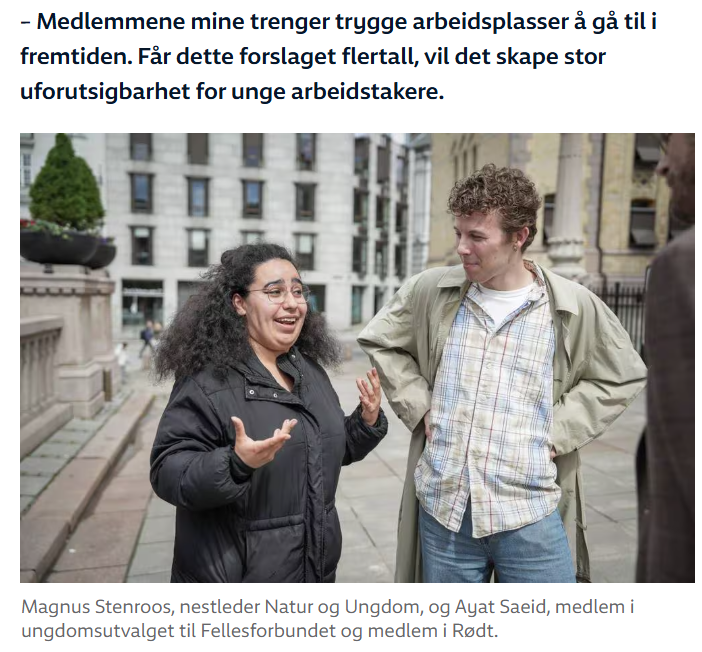 – Medlemmene mine trenger trygge arbeidsplasser å gå til i
fremtiden. Får dette forslaget flertall, vil det skape stor
uforutsigbarhet for unge arbeidstakere.
Magnus Stenroos, nestleder Natur og Ungdom, og Ayat Saeid, medlem i
ungdomsutvalget til Fellesforbundet og medlem i Rødt.